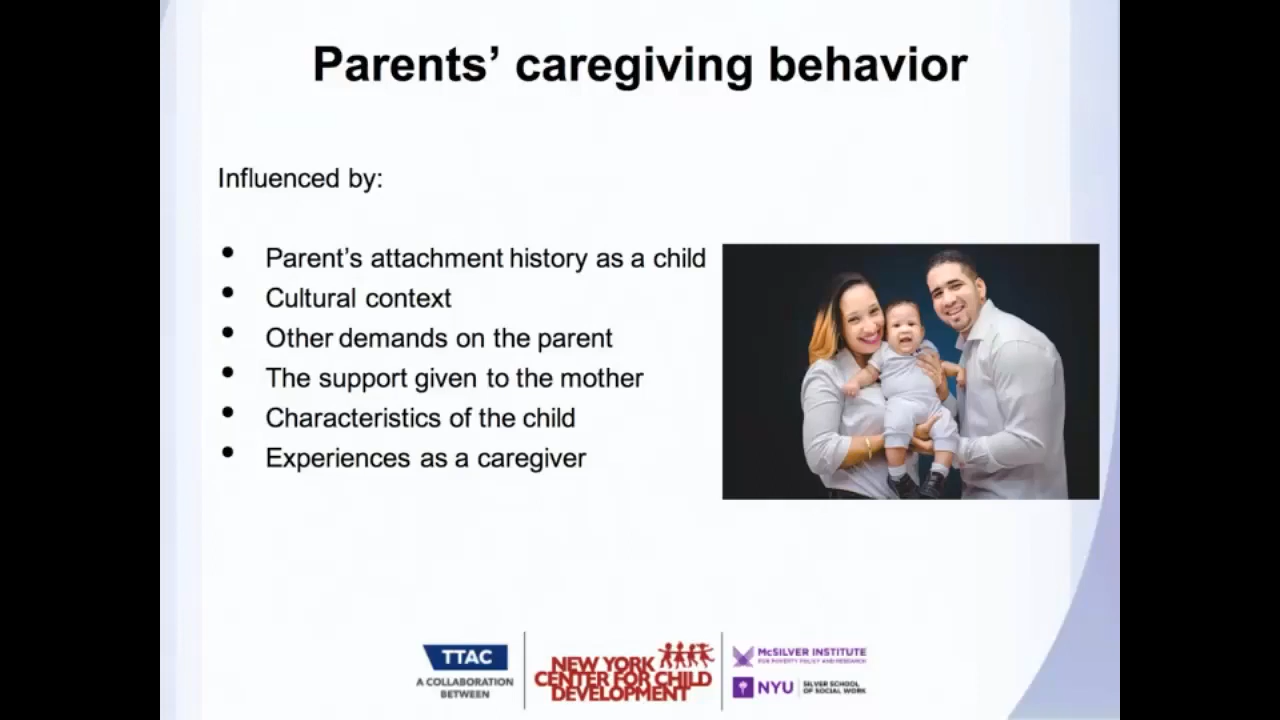 Parents’ caregiving behavior
Influenced by:
• Parent’s attachment history as a child
• Cultural context
• Other demands on the parent
• The support given to the mother
• Characteristics of the child
• Experiences as a caregiver
TTAC
A COLLABORATION
BETWEEN
NEW YORK
CENTER FOR CHILD
DEVELOPMENT
McSILVER INSTITUTE
FOR POVERTY POLICY AND RESEARCH
NYU
SILVER SCHOOL
OF SOCIAL WORK